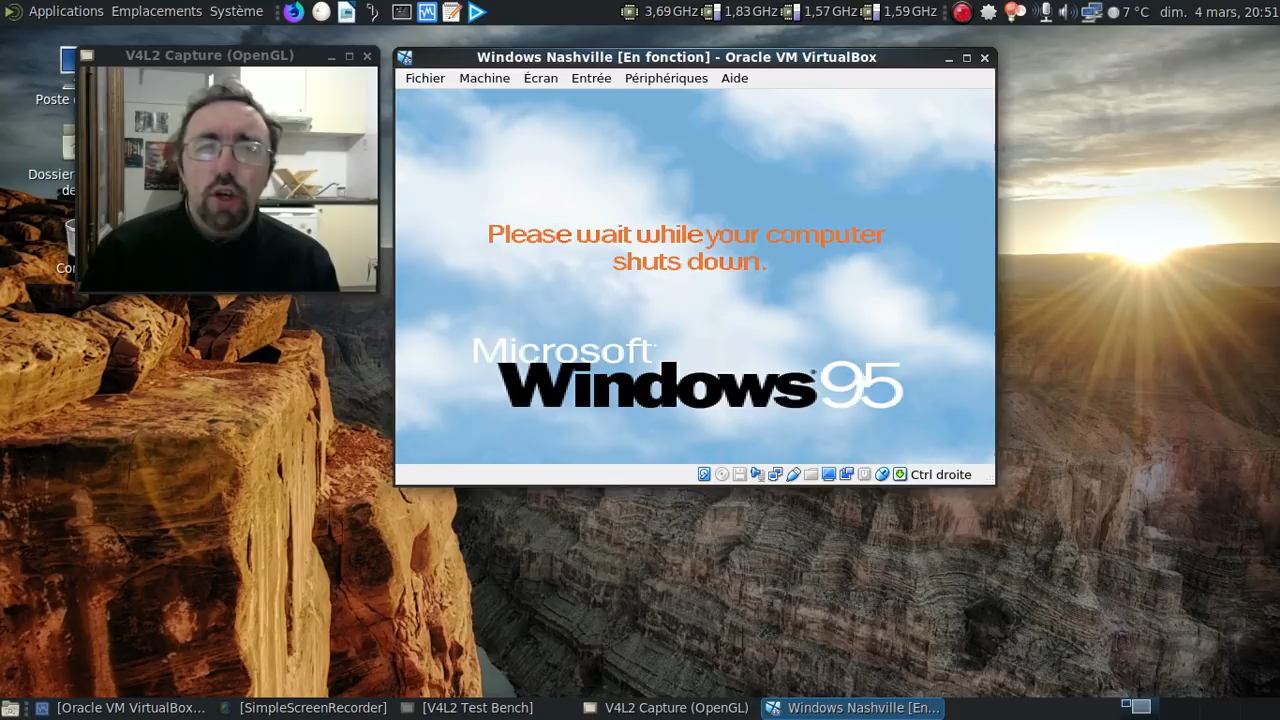 Applications Emplacements Système
3,69 GHz 1,83 GHz 1,57 GHz 1,59 GHz 7 °C dim. 4 mars, 20:51
Poste
Dossier
V4L2 Capture (OpenGL)
Windows Nashville [En fonction] - Oracle VM VirtualBox
Fichier Machine Écran Entrée Périphériques Aide
Please wait while your computer
shuts down.
Microsoft
Windows 95
Ctrl droite
[Oracle VM VirtualBox... [SimpleScreenRecorder] [V4L2 Test Bench] V4L2 Capture (OpenGL) Windows Nashville [En...